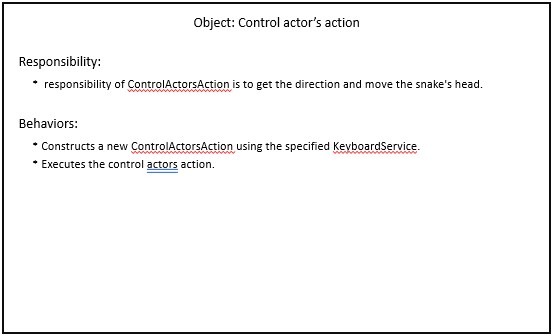 Object: Control actor’s action
Responsibility:
* responsibility of ControlActorsAction is to get the direction and move the snake's head.
Behaviors:
* Constructs a new ControlActorsAction using the specified KeyboardService.
* Executes the control actors action.